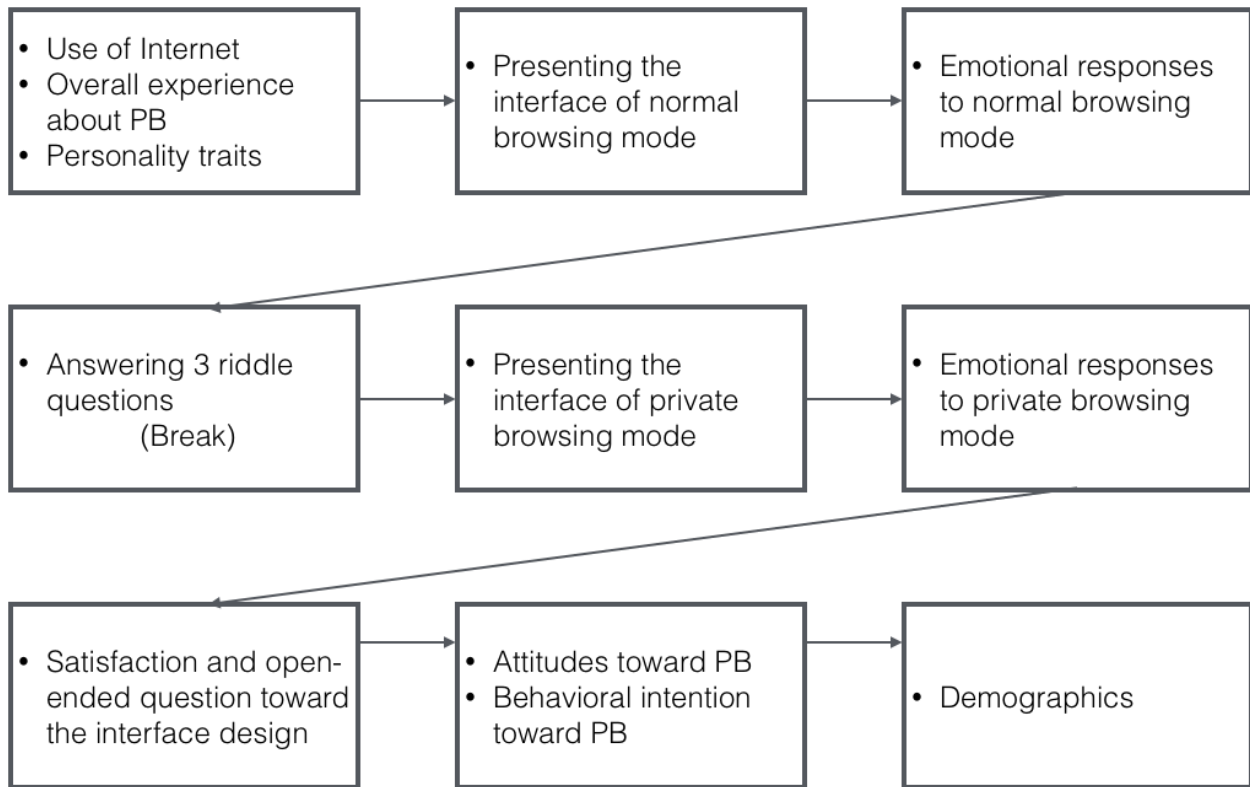 • Use of Internet
• Overall experience
about PB
• Personality traits
• Presenting the
interface of normal
browsing mode
• Emotional responses
to normal browsing
mode
• Answering 3 riddle
questions
(Break)
• Presenting the
interface of private
browsing mode
• Emotional responses
to private browsing
mode
• Satisfaction and open-
ended question toward
the interface design
• Attitudes toward PB
• Behavioral intention
toward PB
• Demographics